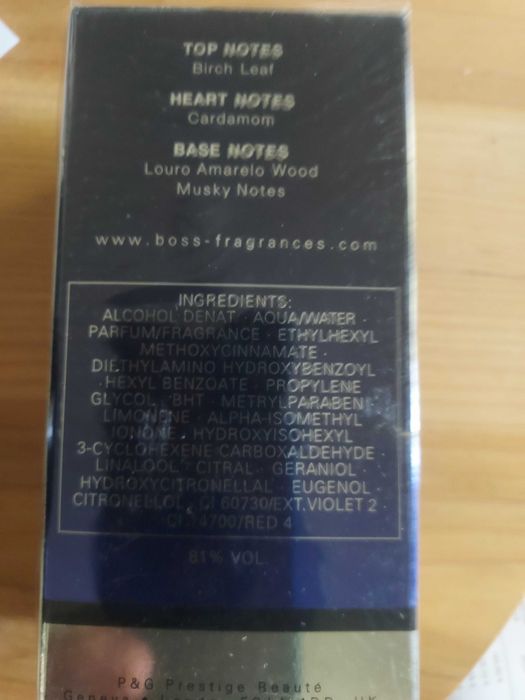 TOP NOTES
Birch Leaf
HEART NOTES
Cardamom
BASE NOTES
Louro Amarelo Wood
Musky Notes
www.boss-fragrances.com
INGREDIENTS:
ALCOHOL DENAT · AQUA/WATER ·
PARFUM/FRAGRANCE · ETHYLHEXYL
METHOXYCINNAMATE ·
DIETHYLAMINO HYDROXYBENZOYL
HEXYL BENZOATE · PROPYLENE
GLYCOL · BHT · METHYLPARABEN ·
LIMONENE · ALPHA-ISOMETHYL
IONONE · HYDROXYISOHEXYL
3-CYCLOHEXENE CARBOXALDEHYDE ·
LINALOOL · CITRAL · GERANIOL ·
HYDROXYCITRONELLAL · EUGENOL ·
CITRONELLOL · CI 60730/EXT.VIOLET 2 ·
CI 14700/RED 4
81% VOL
P&G Prestige Beauté
Geneva • UK